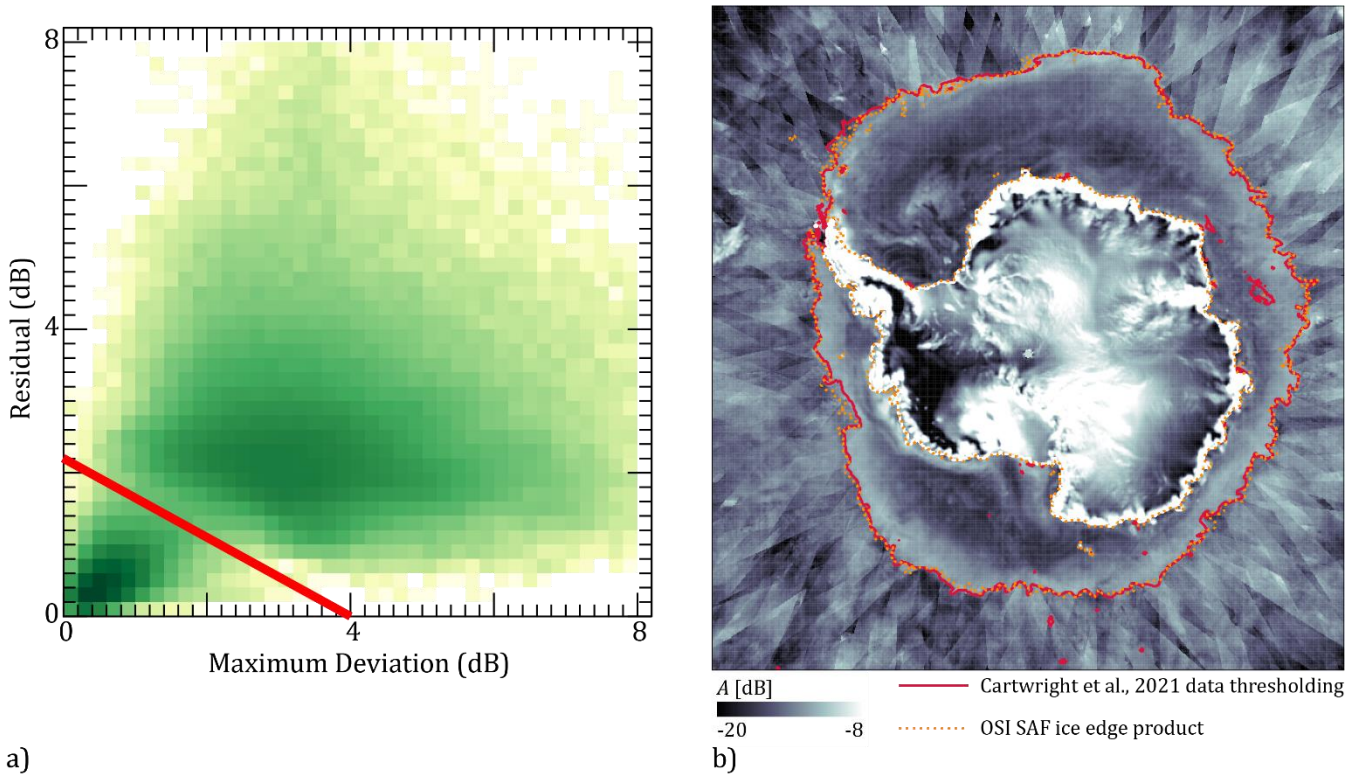 8
4
0
Residual (dB)
0
4
8
Maximum Deviation (dB)
a)
A [dB]
-20
-8
Cartwright et al., 2021 data thresholding
OSI SAF ice edge product
b)